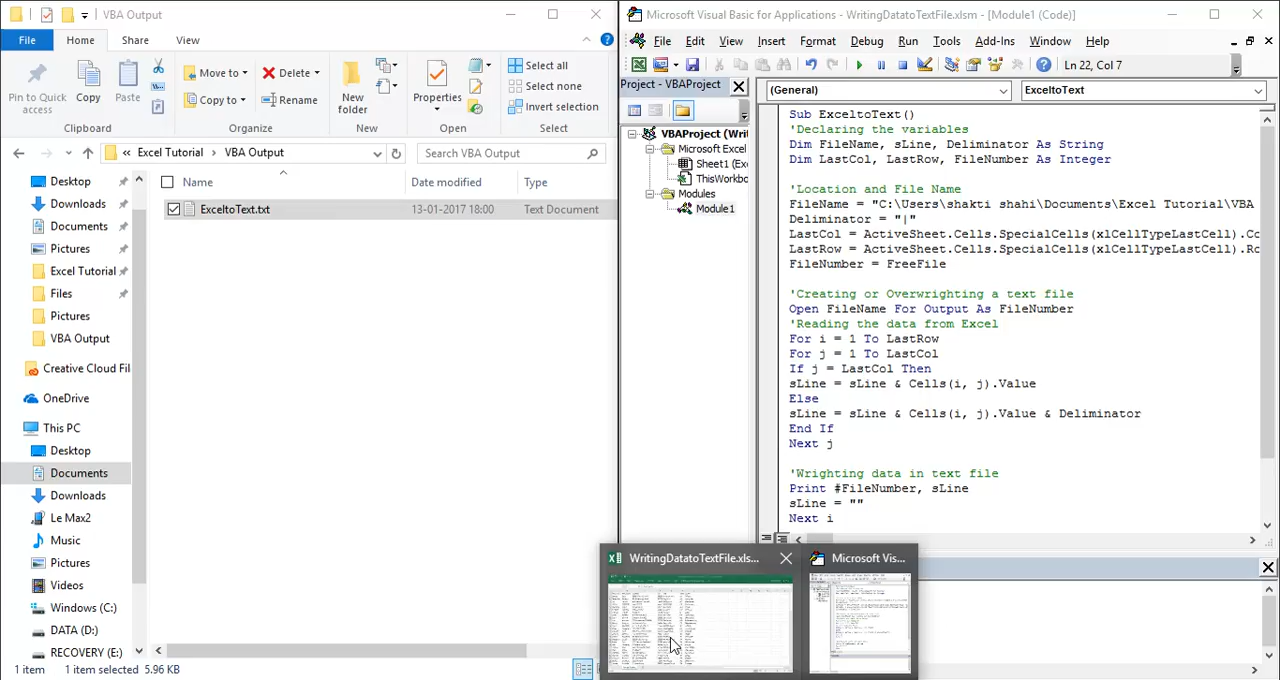 VBA Output
File Home Share View
Pin to Quick access
Copy
Paste
Move to
Copy to
Delete
Rename
New folder
Properties
Select all
Select none
Invert selection
Clipboard Organize New Open Select
« Excel Tutorial > VBA Output
Search VBA Output
Name Date modified Type
ExceltoText.txt 13-01-2017 18:00 Text Document
Desktop
Downloads
Documents
Pictures
Excel Tutorial
Files
Pictures
VBA Output
Creative Cloud Fil
OneDrive
This PC
Desktop
Documents
Downloads
Le Max2
Music
Pictures
Videos
Windows (C:)
DATA (D:)
RECOVERY (E:)
1 item 1 item selected 5.96 KB
Microsoft Visual Basic for Applications - WritingDatatoTextFile.xlsm - [Module1 (Code)]
File Edit View Insert Format Debug Run Tools Add-Ins Window Help
Ln 22, Col 7
Project - VBAProject
VBAProject (Writ
Microsoft Excel
Sheet1 (Ex
ThisWorkbo
Modules
Module1
(General) ExceltoText
Sub ExceltoText()
'Declaring the variables
Dim FileName, sLine, Deliminator As String
Dim LastCol, LastRow, FileNumber As Integer
'Location and File Name
FileName = "C:\Users\shakti shahi\Documents\Excel Tutorial\VBA
Deliminator = "|"
LastCol = ActiveSheet.Cells.SpecialCells(xlCellTypeLastCell).Co
LastRow = ActiveSheet.Cells.SpecialCells(xlCellTypeLastCell).Ro
FileNumber = FreeFile
'Creating or Overwrighting a text file
Open FileName For Output As FileNumber
'Reading the data from Excel
For i = 1 To LastRow
For j = 1 To LastCol
If j = LastCol Then
sLine = sLine & Cells(i, j).Value
Else
sLine = sLine & Cells(i, j).Value & Deliminator
End If
Next j
'Wrighting data in text file
Print #FileNumber, sLine
sLine = ""
Next i
WritingDatatoTextFile.xls...
Microsoft Vis...